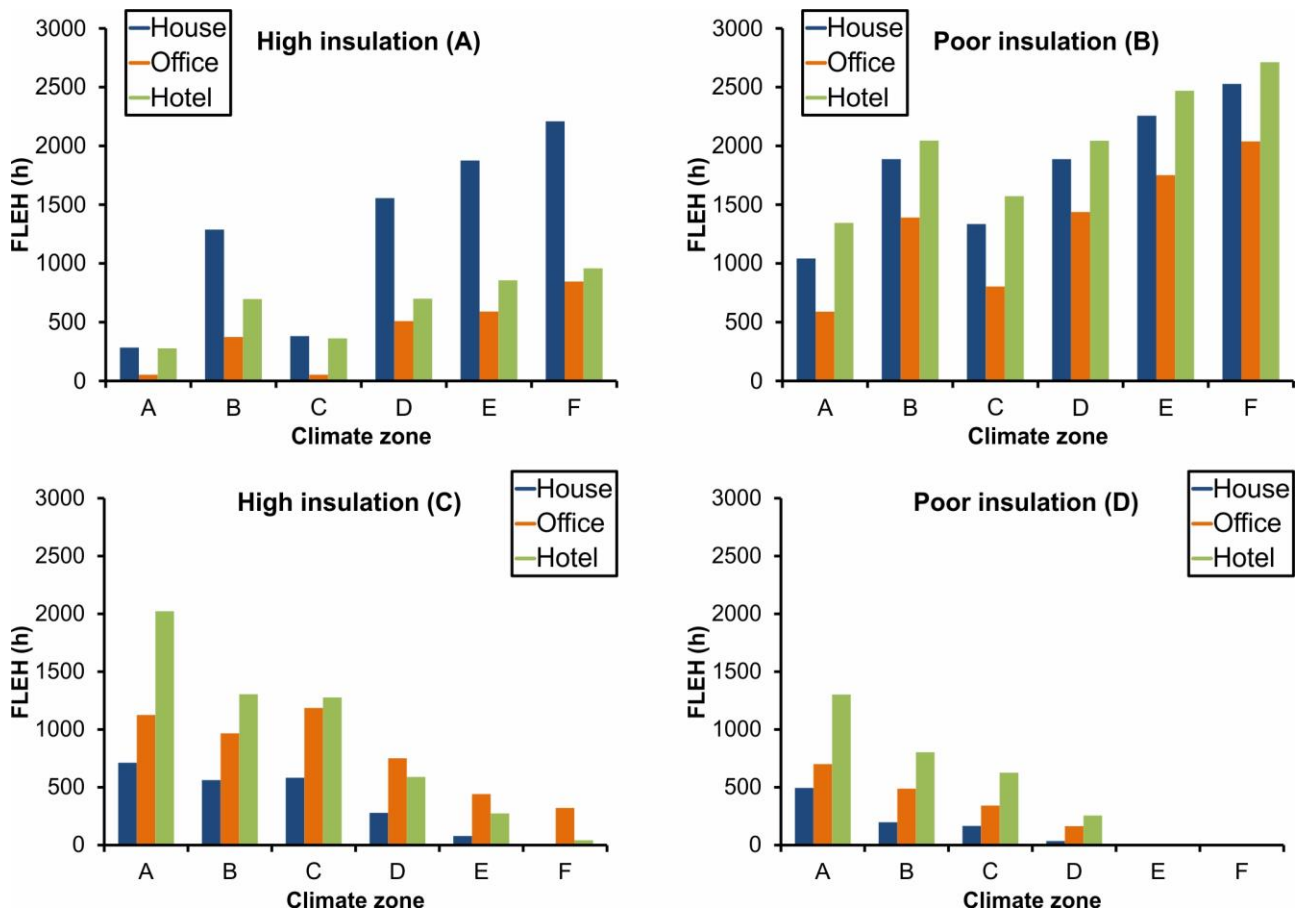 High insulation (A)
House
Office
Hotel
FLEH (h)
3000
2500
2000
1500
1000
500
0
A B C D E F
Climate zone
Poor insulation (B)
House
Office
Hotel
FLEH (h)
3000
2500
2000
1500
1000
500
0
A B C D E F
Climate zone
High insulation (C)
House
Office
Hotel
FLEH (h)
3000
2500
2000
1500
1000
500
0
A B C D E F
Climate zone
Poor insulation (D)
House
Office
Hotel
FLEH (h)
3000
2500
2000
1500
1000
500
0
A B C D E F
Climate zone